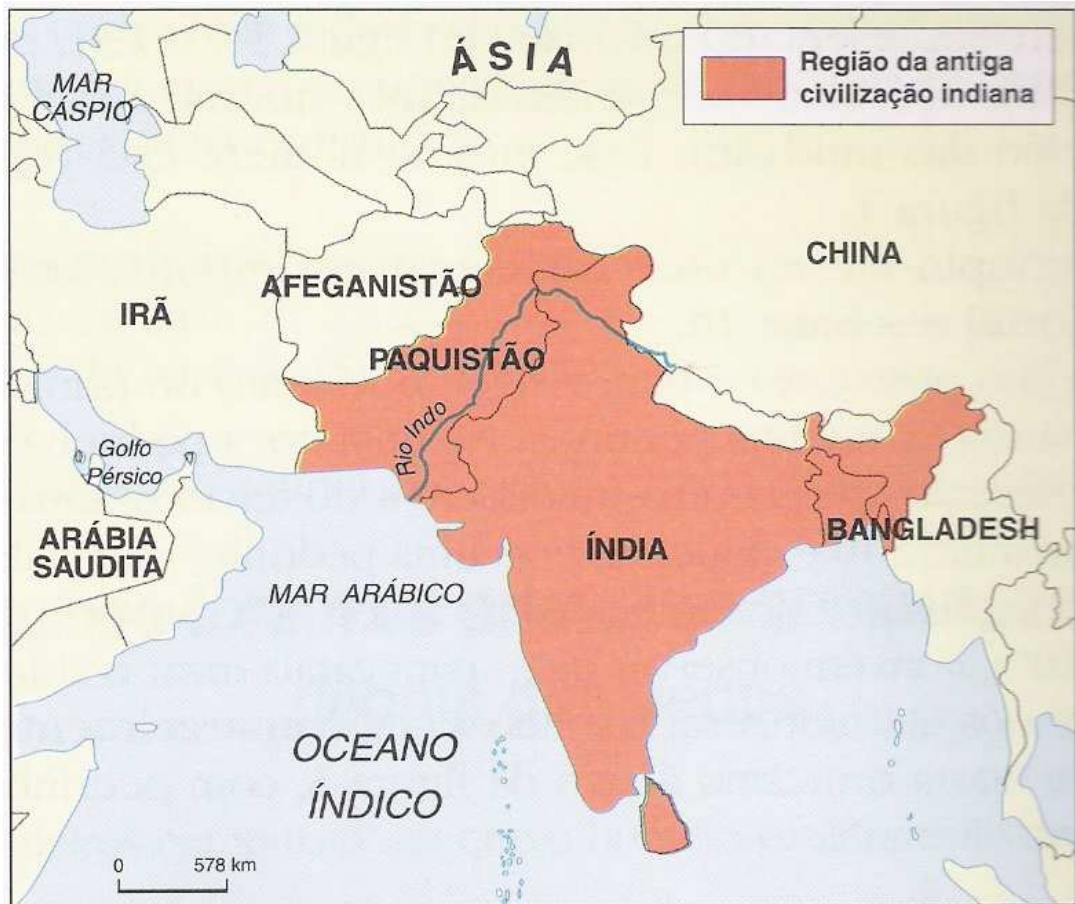 ÁSIA
Região da antiga
civilização indiana
MAR
CÁSPIO
CHINA
AFEGANISTÃO
IRÃ
PAQUISTÃO
Rio Indo
Golfo
Pérsico
ARÁBIA
SAUDITA
ÍNDIA
BANGLADESH
MAR ARÁBICO
OCEANO
ÍNDICO
0 578 km